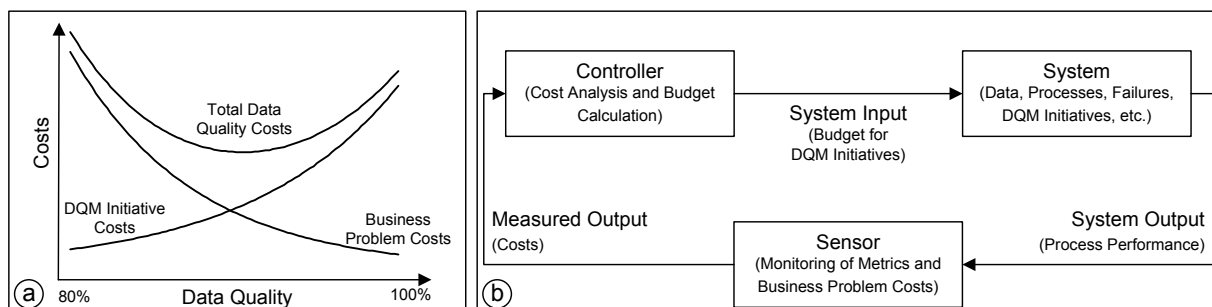 Costs
Total Data
Quality Costs
DQM Initiative
Costs
Business
Problem Costs
a
80%
Data Quality
100%
Controller
(Cost Analysis and Budget
Calculation)
System Input
(Budget for
DQM Initiatives)
System
(Data, Processes, Failures,
DQM Initiatives, etc.)
Measured Output
(Costs)
Sensor
(Monitoring of Metrics and
Business Problem Costs)
System Output
(Process Performance)
b